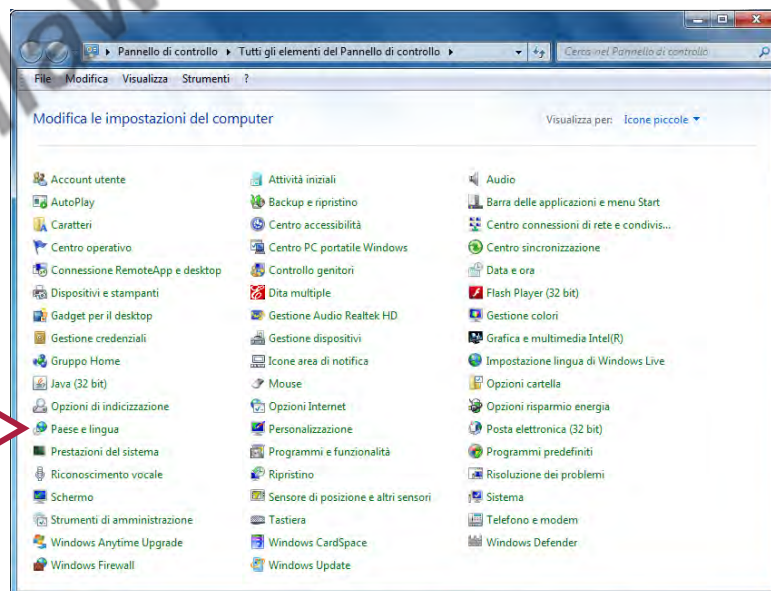 Pannello di controllo Tutti gli elementi del Pannello di controllo Cerca nel Pannello di controllo
File Modifica Visualizza Strumenti ?
Modifica le impostazioni del computer Visualizza per: Icone piccole
Account utente Attività iniziali Audio
AutoPlay Backup e ripristino Barra delle applicazioni e menu Start
Caratteri Centro accessibilità Centro connessioni di rete e condivis...
Centro operativo Centro PC portatile Windows Centro sincronizzazione
Connessione RemoteApp e desktop Controllo genitori Data e ora
Dispositivi e stampanti Dita multiple Flash Player (32 bit)
Gadget per il desktop Gestione Audio Realtek HD Gestione colori
Gestione credenziali Gestione dispositivi Grafica e multimedia Intel(R)
Gruppo Home Icone area di notifica Impostazione lingua di Windows Live
Java (32 bit) Mouse Opzioni cartella
Opzioni di indicizzazione Opzioni Internet Opzioni risparmio energia
Paese e lingua Personalizzazione Posta elettronica (32 bit)
Prestazioni del sistema Programmi e funzionalità Programmi predefiniti
Riconoscimento vocale Ripristino Risoluzione dei problemi
Schermo Sensore di posizione e altri sensori Sistema
Strumenti di amministrazione Tastiera Telefono e modem
Windows Anytime Upgrade Windows CardSpace Windows Defender
Windows Firewall Windows Update